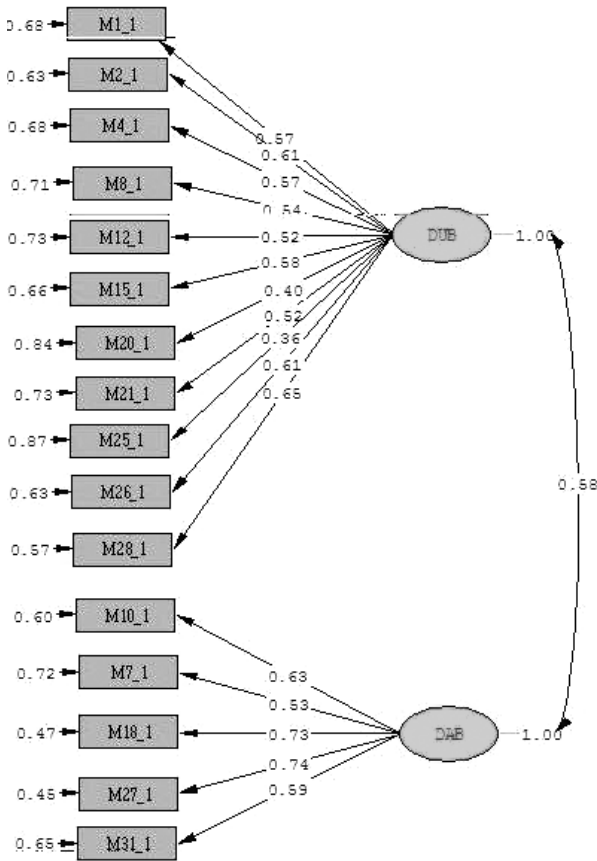 0.68 M1_1
0.63 M2_1
0.68 M4_1
0.71 M8_1
0.73 M12_1
0.66 M15_1
0.84 M20_1
0.73 M21_1
0.87 M25_1
0.63 M26_1
0.57 M28_1
0.60 M10_1
0.72 M7_1
0.47 M18_1
0.45 M27_1
0.65 M31_1
0.57
0.61
0.57
0.54
0.52
0.58
0.40
0.52
0.36
0.61
0.65
DUB 1.00
0.58
0.63
0.53
0.73
0.74
0.59
DAB 1.00